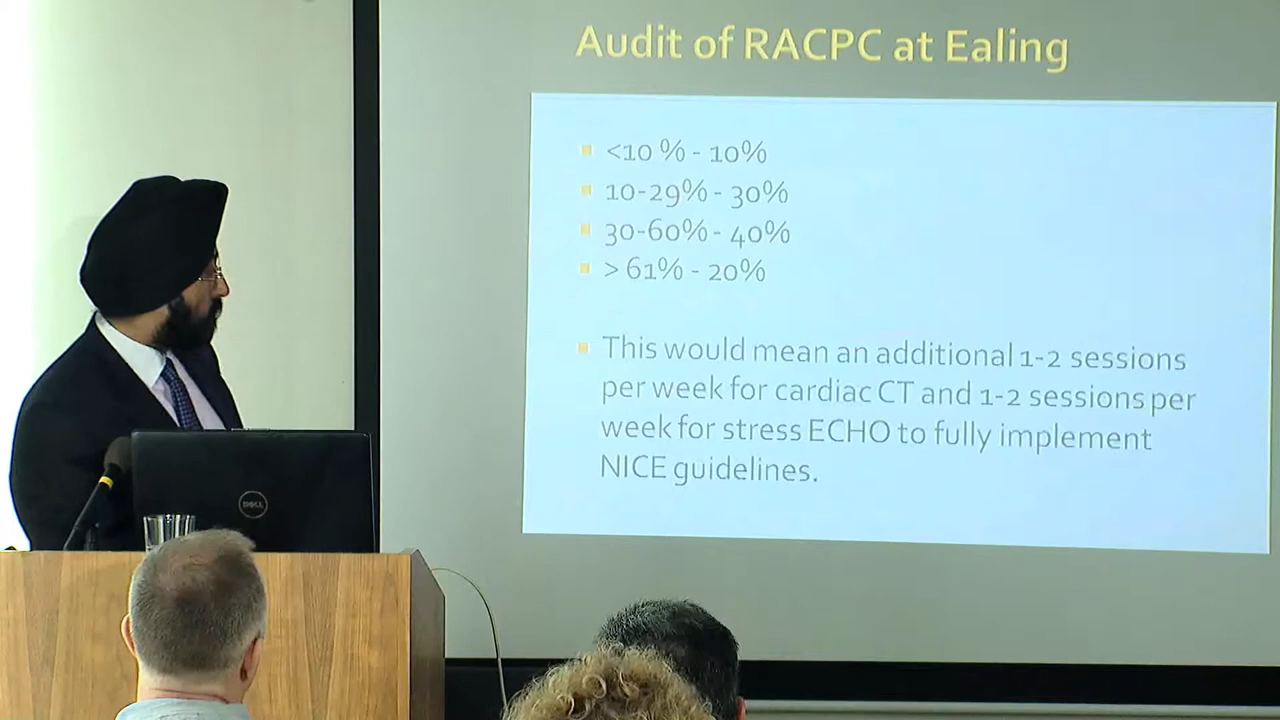 Audit of RACPC at Ealing
<10 % - 10%
10-29% - 30%
30-60% - 40%
> 61% - 20%
This would mean an additional 1-2 sessions
per week for cardiac CT and 1-2 sessions per
week for stress ECHO to fully implement
NICE guidelines.
DELL